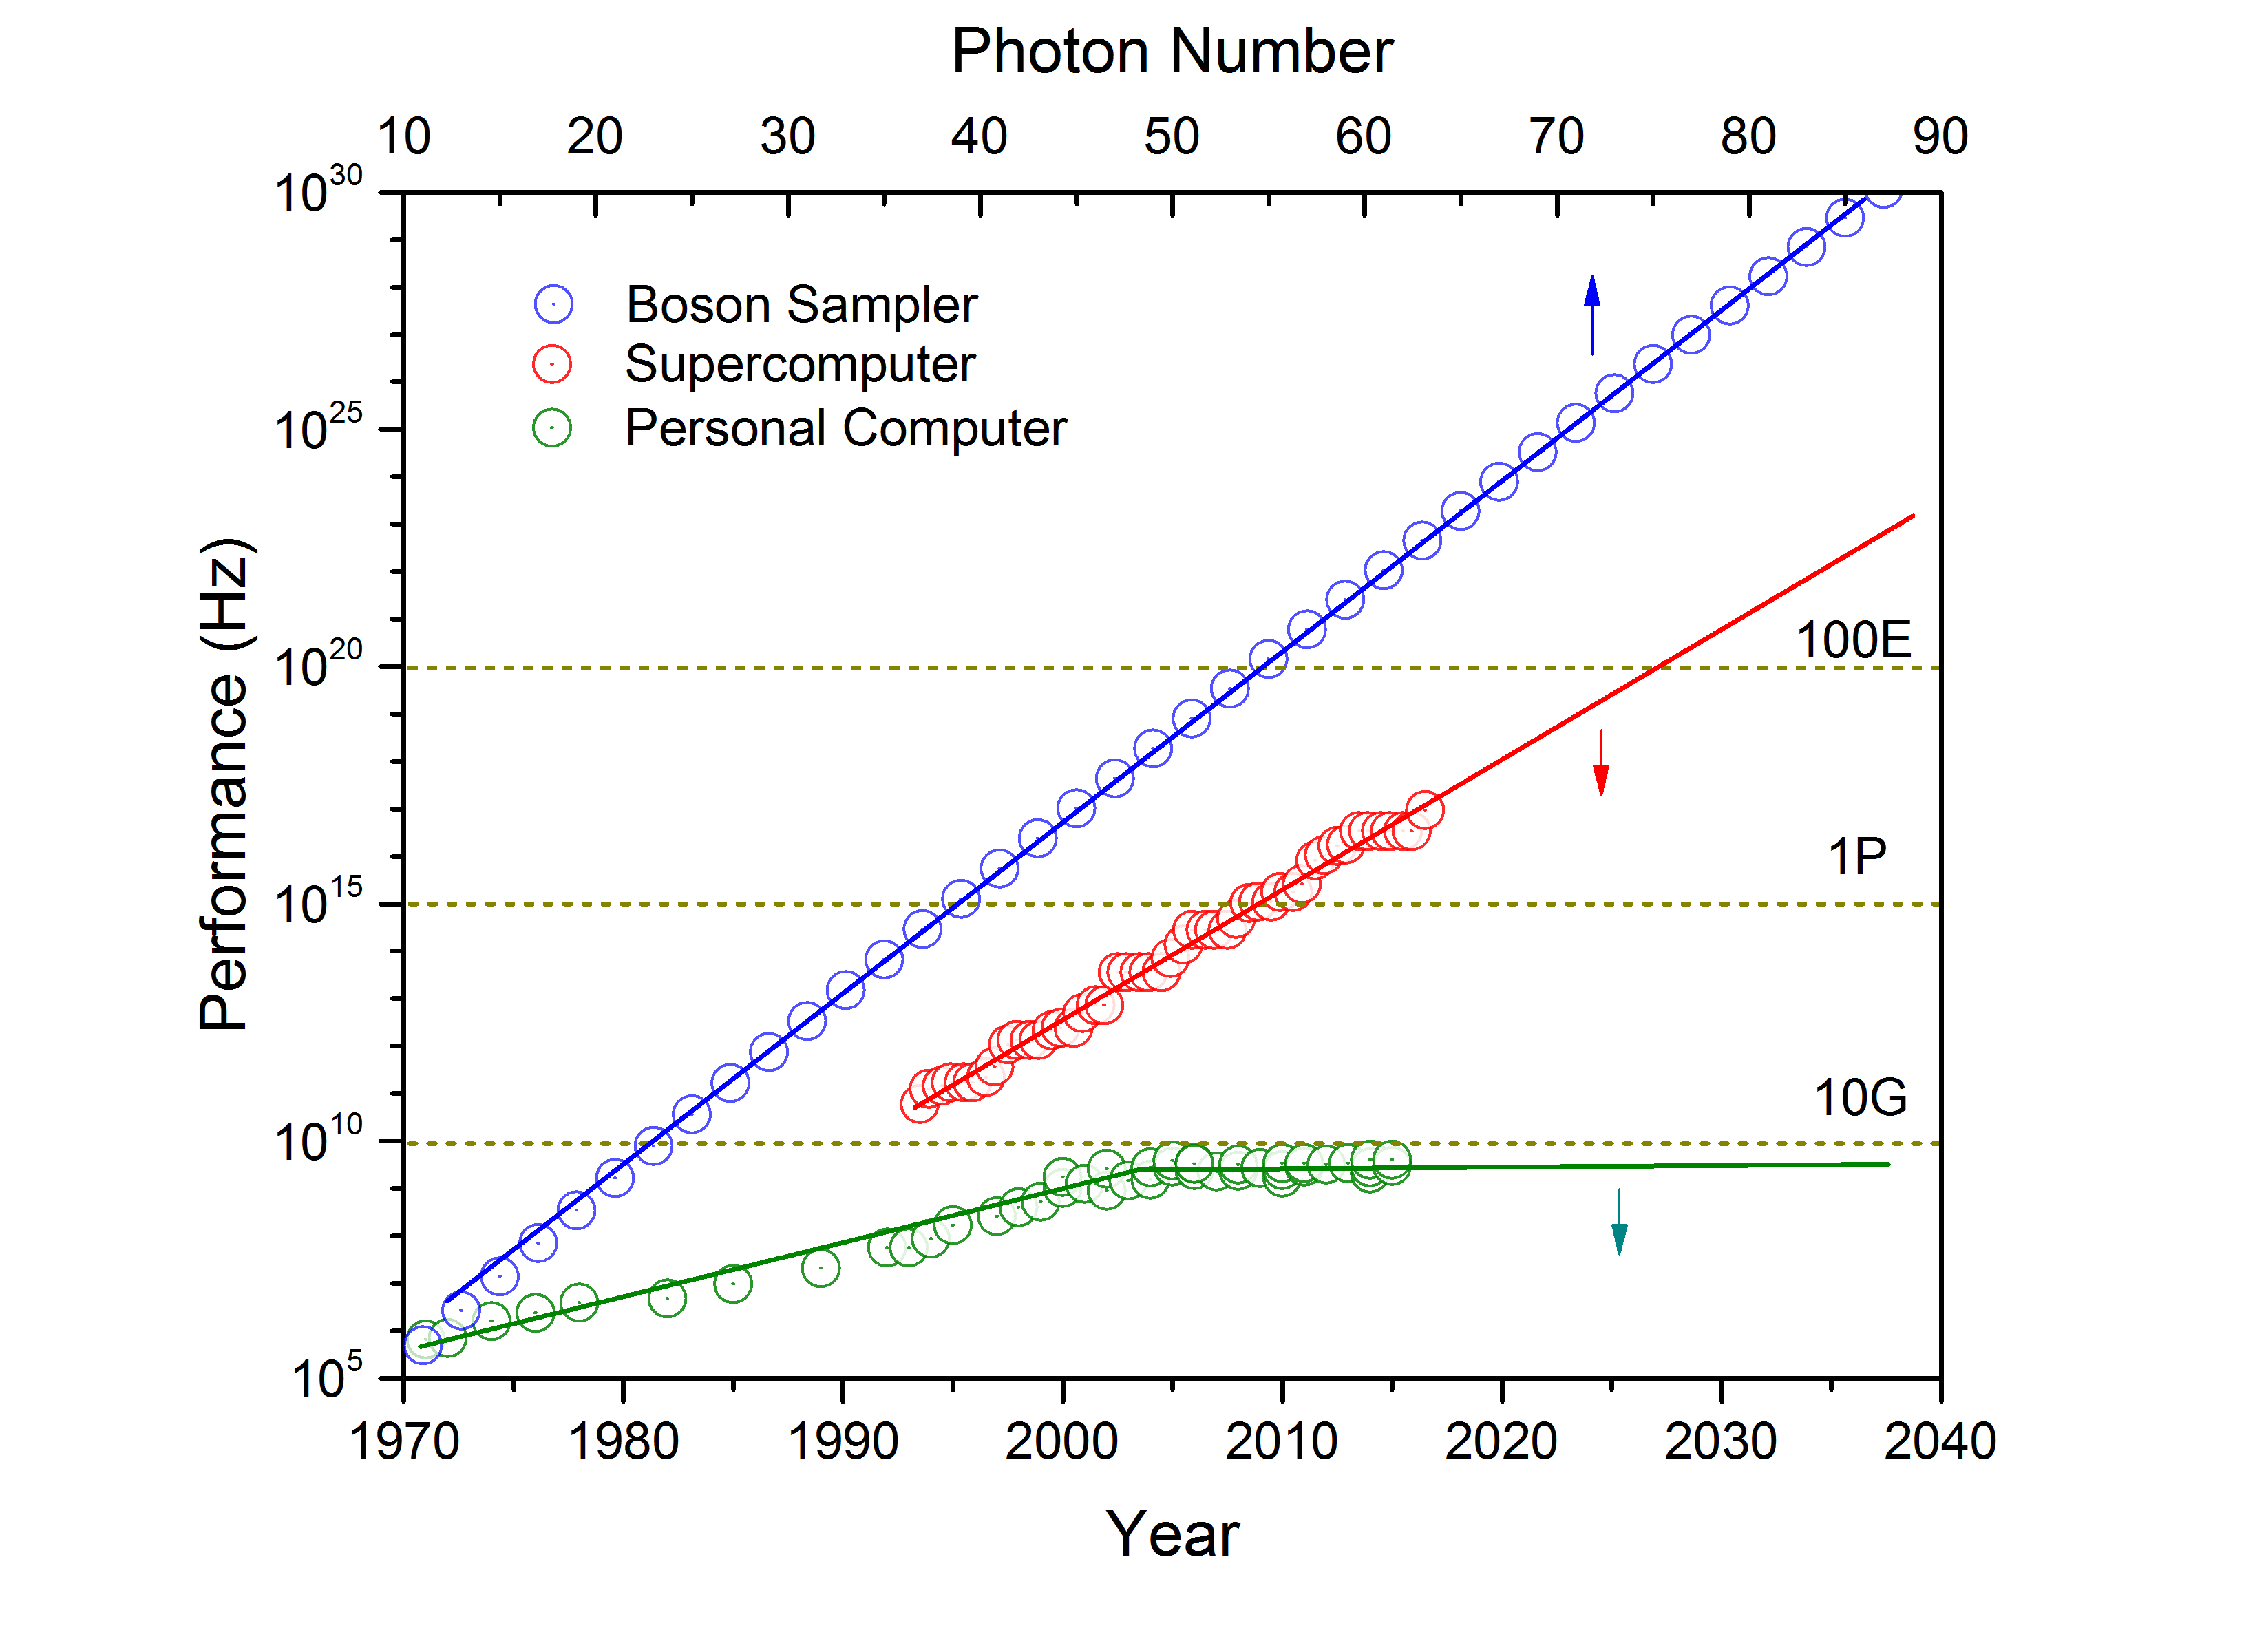 Photon Number
10 20 30 40 50 60 70 80 90
10^30
Boson Sampler
Supercomputer
Personal Computer
10^25
Performance (Hz)
100E
10^20
1P
10^15
10G
10^10
10^5
1970 1980 1990 2000 2010 2020 2030 2040
Year